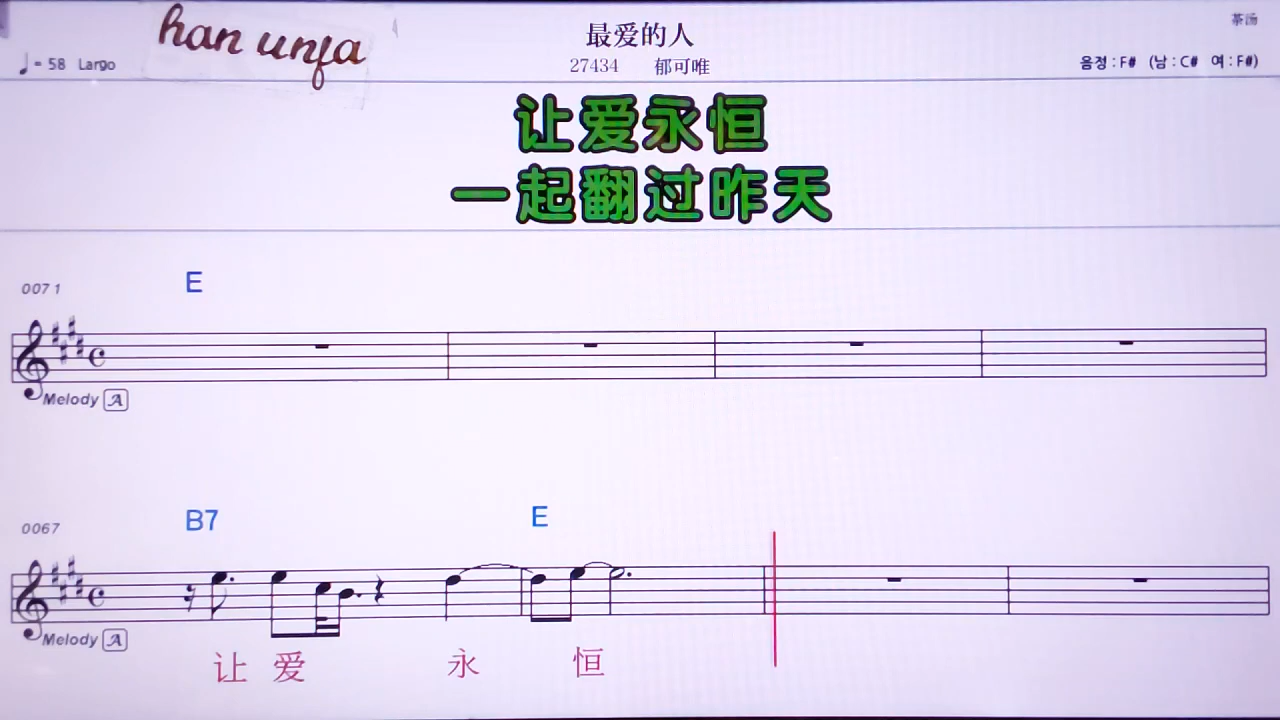 茶汤
han unja
最爱的人
♩= 58 Largo
27434 郁可唯
음정 : F# (남 : C# 여 : F#)
让爱永恒
一起翻过昨天
0071 E
Melody A
0067 B7 E
Melody A
让 爱 永 恒